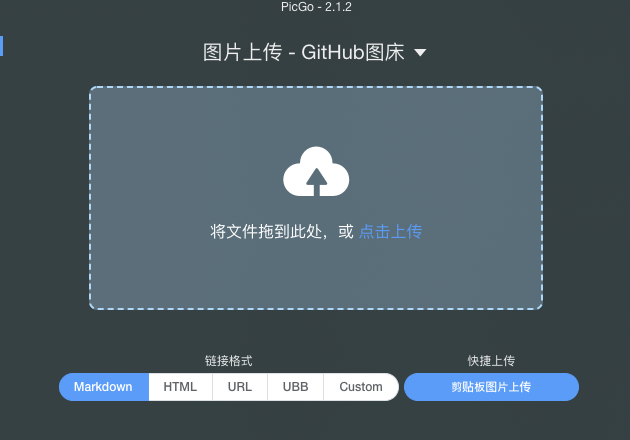 PicGo - 2.1.2
图片上传 - GitHub图床
将文件拖到此处，或 点击上传
链接格式
快捷上传
Markdown HTML URL UBB Custom
剪贴板图片上传